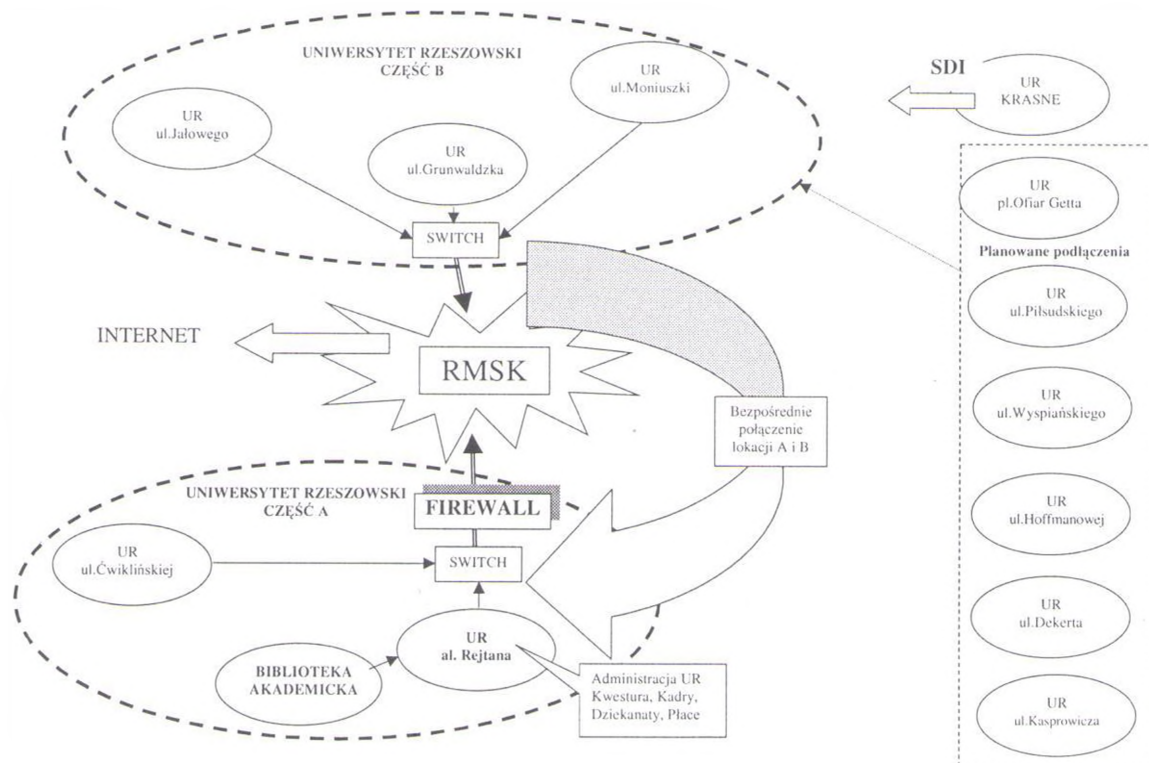 UNIWERSYTET RZESZOWSKI
CZĘŚĆ B
UR
ul.Jałowego
UR
ul.Grunwaldzka
UR
ul.Moniuszki
SWITCH
SDI
UR
KRASNE
UR
pl.Ofiar Getta
Planowane podłączenia
UR
ul.Piłsudskiego
UR
ul.Wyspiańskiego
UR
ul.Hoffmanowej
UR
ul.Dekerta
UR
ul.Kasprowicza
INTERNET
RMSK
Bezpośrednie
połączenie
lokacji A i B
UNIWERSYTET RZESZOWSKI
CZĘŚĆ A
FIREWALL
SWITCH
UR
ul.Ćwiklińskiej
UR
al. Rejtana
BIBLIOTEKA
AKADEMICKA
Administracja UR
Kwestura, Kadry,
Dziekanaty, Płace